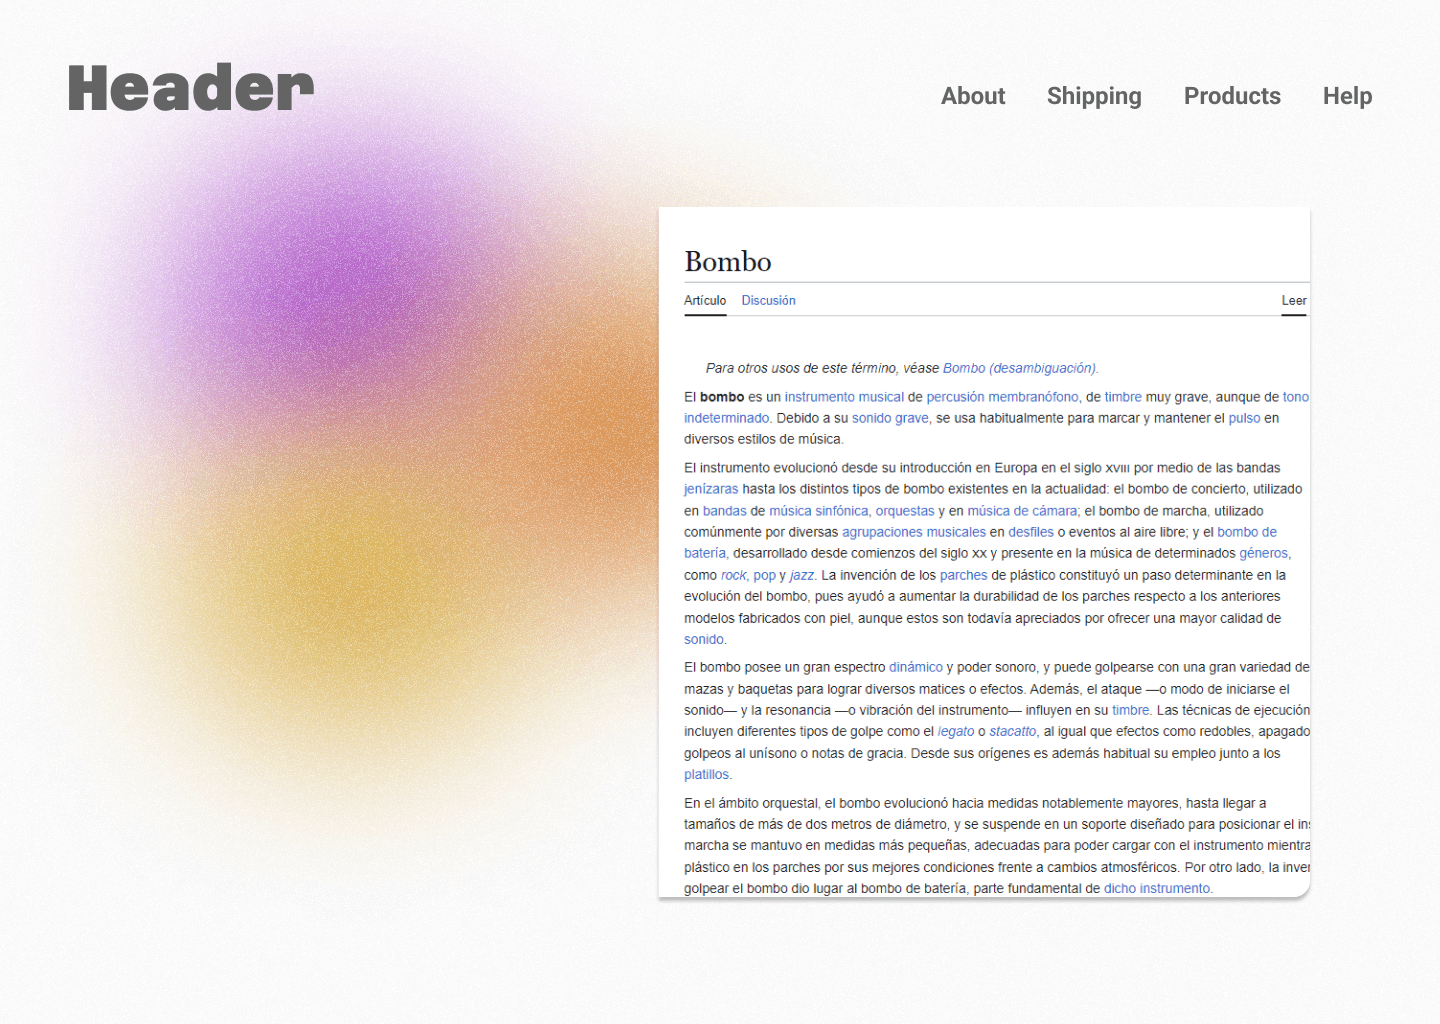 Header
About Shipping Products Help
Bombo
Artículo Discusión Leer
Para otros usos de este término, véase Bombo (desambiguación).
El bombo es un instrumento musical de percusión membranófono, de timbre muy grave, aunque de tono
indeterminado. Debido a su sonido grave, se usa habitualmente para marcar y mantener el pulso en
diversos estilos de música.
El instrumento evolucionó desde su introducción en Europa en el siglo XVIII por medio de las bandas
jenízaras hasta los distintos tipos de bombo existentes en la actualidad: el bombo de concierto, utilizado
en bandas de música sinfónica, orquestas y en música de cámara; el bombo de marcha, utilizado
comúnmente por diversas agrupaciones musicales en desfiles o eventos al aire libre; y el bombo de
batería, desarrollado desde comienzos del siglo XX y presente en la música de determinados géneros,
como rock, pop y jazz. La invención de los parches de plástico constituyó un paso determinante en la
evolución del bombo, pues ayudó a aumentar la durabilidad de los parches respecto a los anteriores
modelos fabricados con piel, aunque estos son todavía apreciados por ofrecer una mayor calidad de
sonido.
El bombo posee un gran espectro dinámico y poder sonoro, y puede golpearse con una gran variedad de
mazas y baquetas para lograr diversos matices o efectos. Además, el ataque —o modo de iniciarse el
sonido— y la resonancia —o vibración del instrumento— influyen en su timbre. Las técnicas de ejecución
incluyen diferentes tipos de golpe como el legato o stacatto, al igual que efectos como redobles, apagado
golpeos al unísono o notas de gracia. Desde sus orígenes es además habitual su empleo junto a los
platillos.
En el ámbito orquestal, el bombo evolucionó hacia medidas notablemente mayores, hasta llegar a
tamaños de más de dos metros de diámetro, y se suspende en un soporte diseñado para posicionar el
marcha se mantuvo en medidas más pequeñas, adecuadas para poder cargar con el instrumento mientra
plástico en los parches por sus mejores condiciones frente a cambios atmosféricos. Por otro lado, la
golpear el bombo dio lugar al bombo de batería, parte fundamental de dicho instrumento.